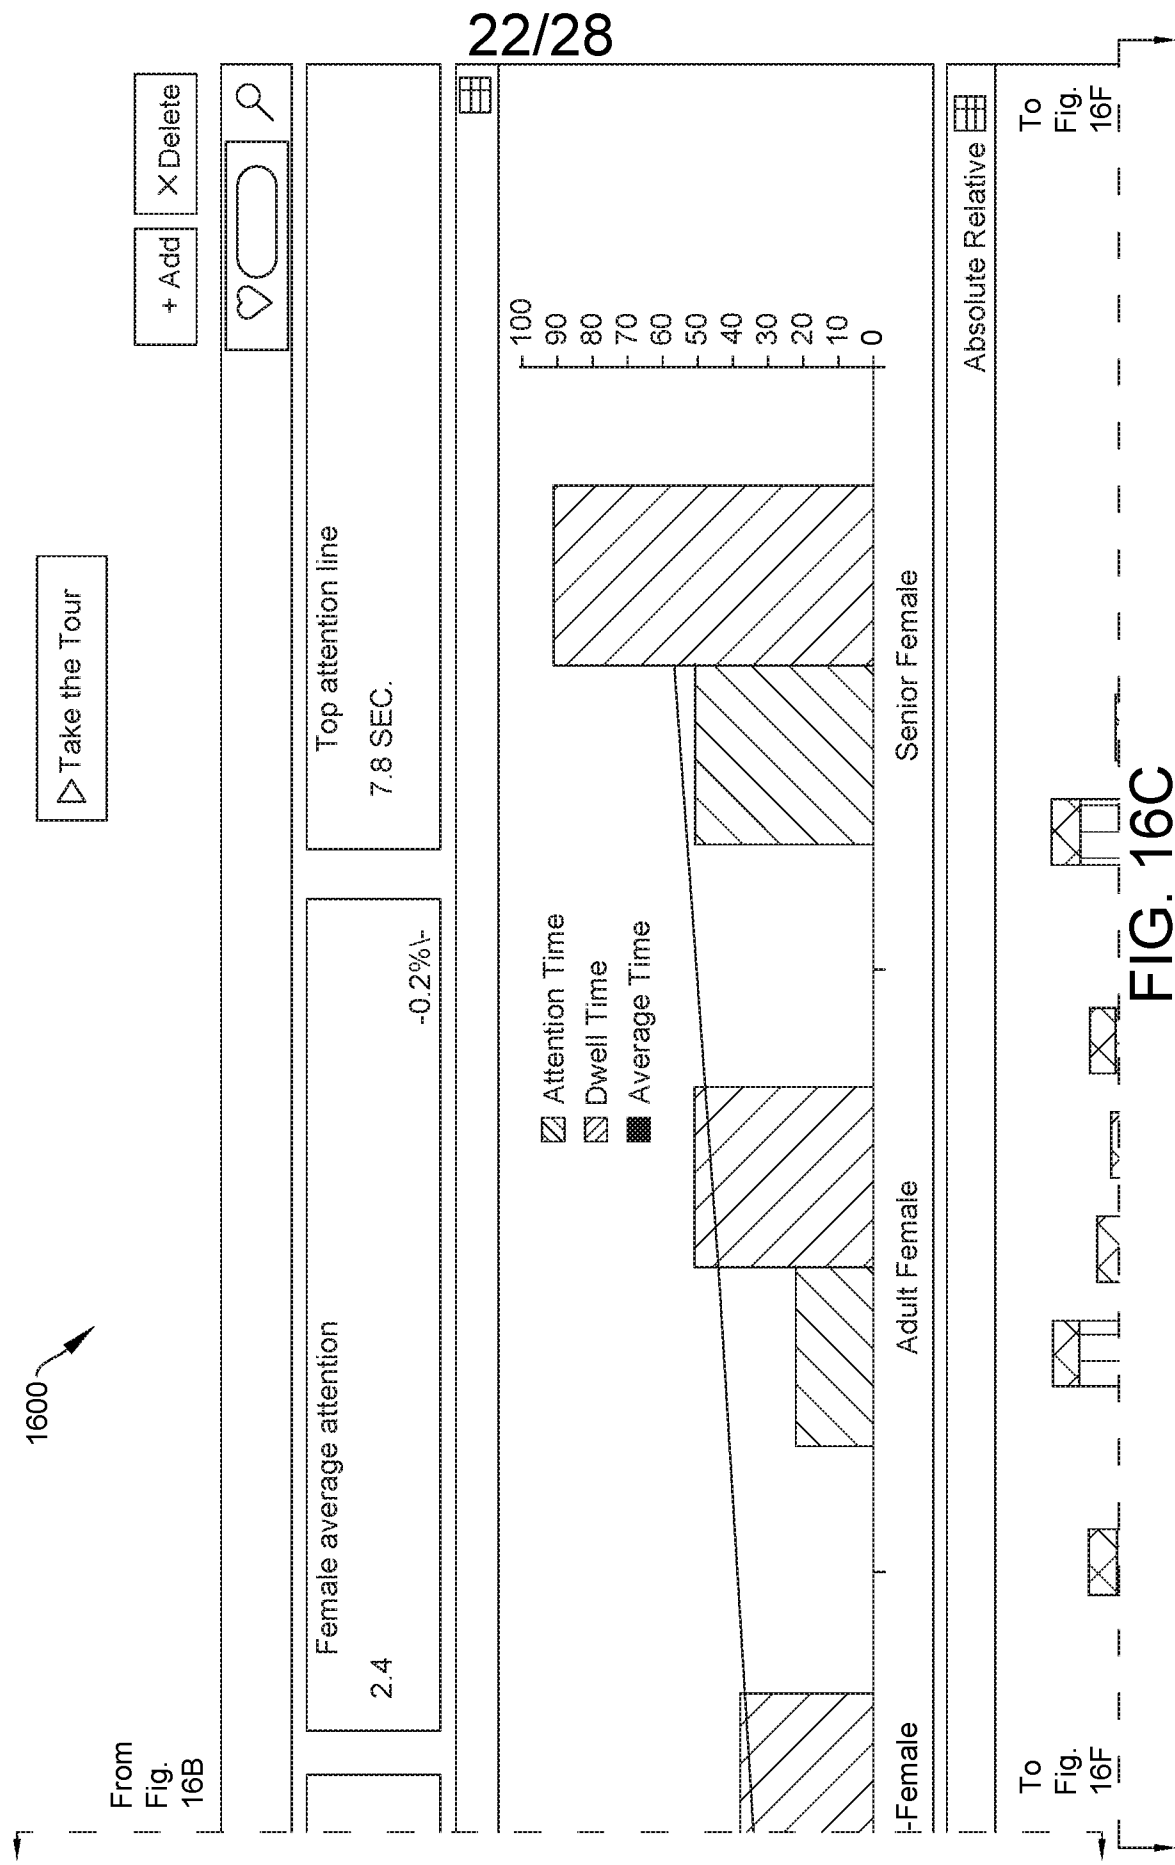 22/28
1600
From
Fig.
16B
▷ Take the Tour
+ Add
X Delete
Female average attention
2.4
-0.2%\-
Top attention line
7.8 SEC.
Attention Time
Dwell Time
Average Time
100
90
80
70
60
50
40
30
20
10
0
-Female
Adult Female
Senior Female
Absolute Relative
To
Fig.
16F
To
Fig.
16F
FIG. 16C